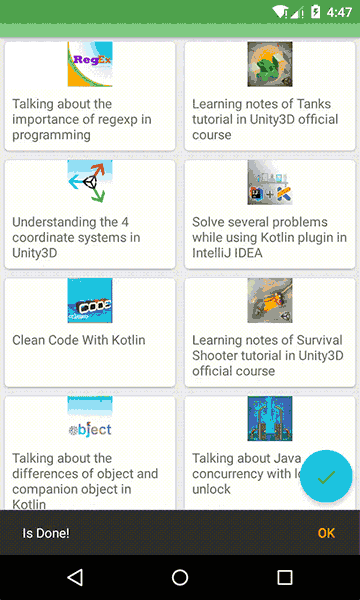 4:47
RegEx
Talking about the
importance of regexp in
programming
Learning notes of Tanks
tutorial in Unity3D official
course
Understanding the 4
coordinate systems in
Unity3D
Solve several problems
while using Kotlin plugin in
IntelliJ IDEA
CODE
Clean Code With Kotlin
Learning notes of Survival
Shooter tutorial in Unity3D
official course
object
Talking about the
differences of object and
companion object in
Kotlin
Talking about Java
concurrency with
unlock
Is Done!
OK